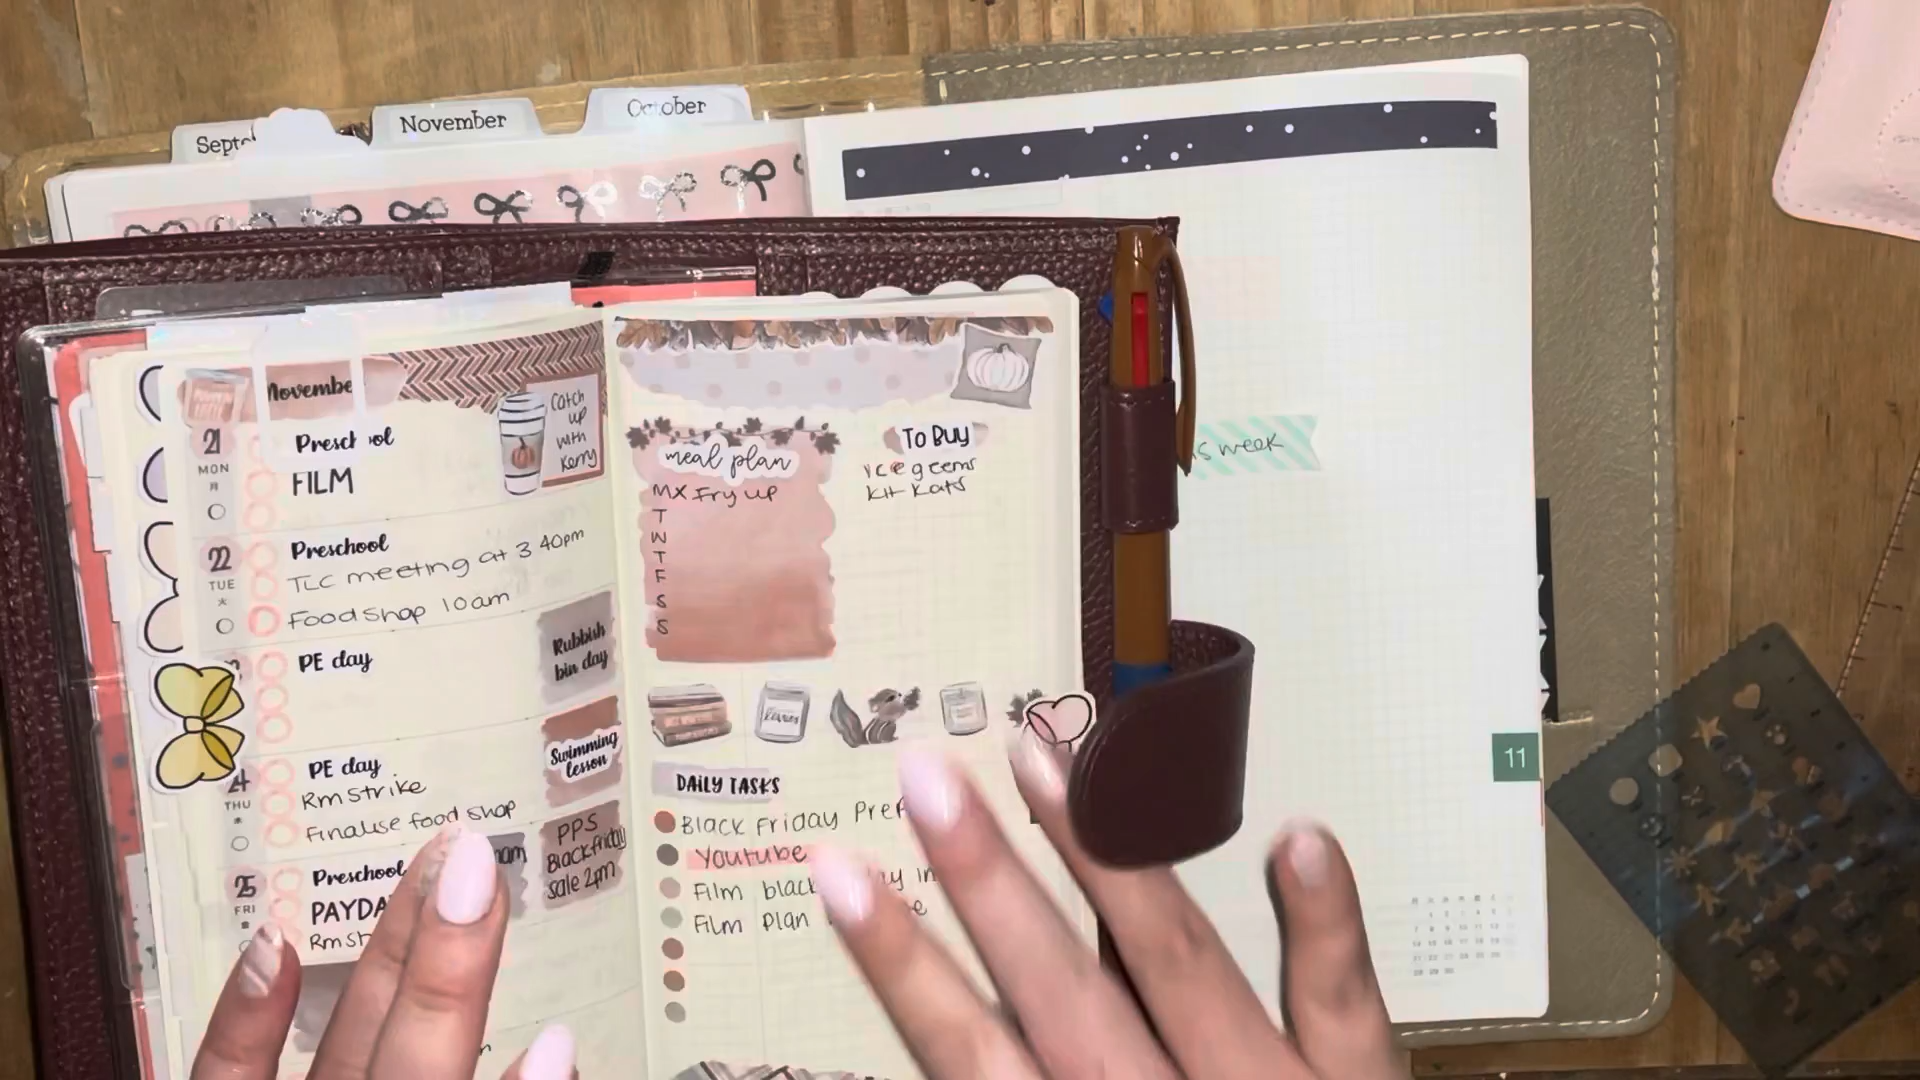 November
October
November
21
MON
Preschool
FILM
Catch
up
with
Kerry
22
TUE
Preschool
TLC meeting at 3 40pm
Food shop 10am
PE day
Rubbish
bin day
24
THU
PE day
Rm strike
Finalise food shop
Swimming
lesson
25
FRI
Preschool
PPS
Black friday
sale 2pm
meal plan
M X Fry up
T
W
T
F
S
S
To Buy
Ice geems
Kit Kats
DAILY TASKS
Black Friday
Youtube
Film
Film Plan
week
11